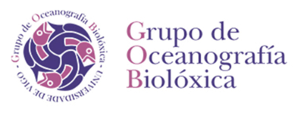 Grupo de Oceanografía Biolóxica - UNIVERSIDADE DE VIGO -
Grupo de
Oceanografía
Biolóxica